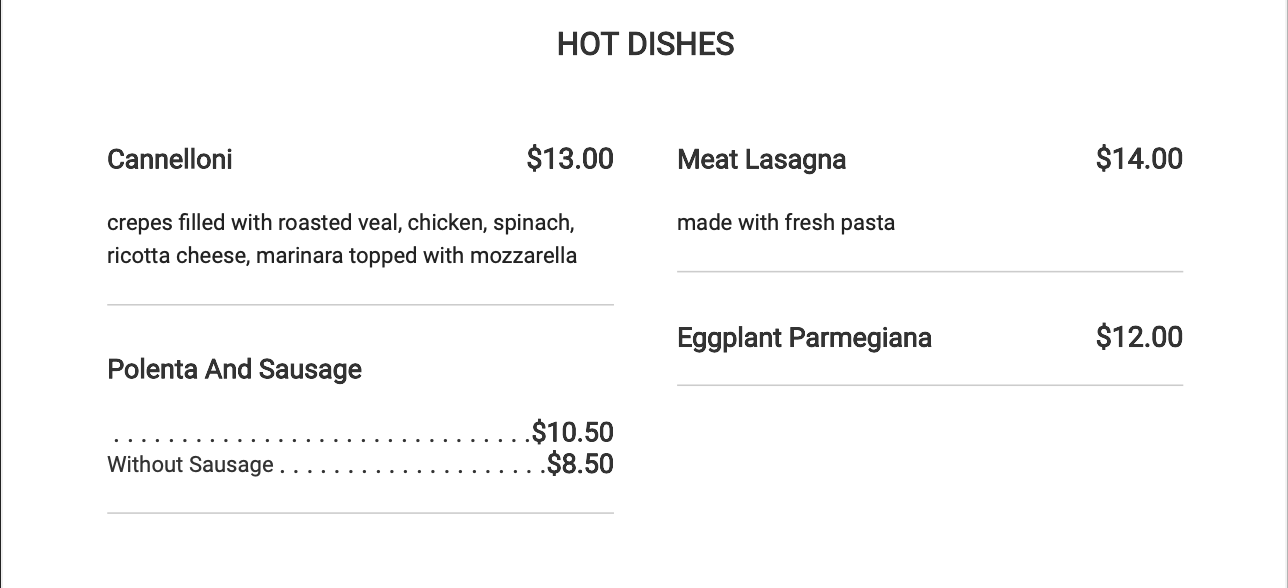 HOT DISHES
Cannelloni $13.00
crepes filled with roasted veal, chicken, spinach,
ricotta cheese, marinara topped with mozzarella
Polenta And Sausage
. . . . . . . . . . . . . . . . . . . . . . . . . . . . . . .$10.50
Without Sausage . . . . . . . . . . . . . . . . . . . .$8.50
Meat Lasagna $14.00
made with fresh pasta
Eggplant Parmegiana $12.00